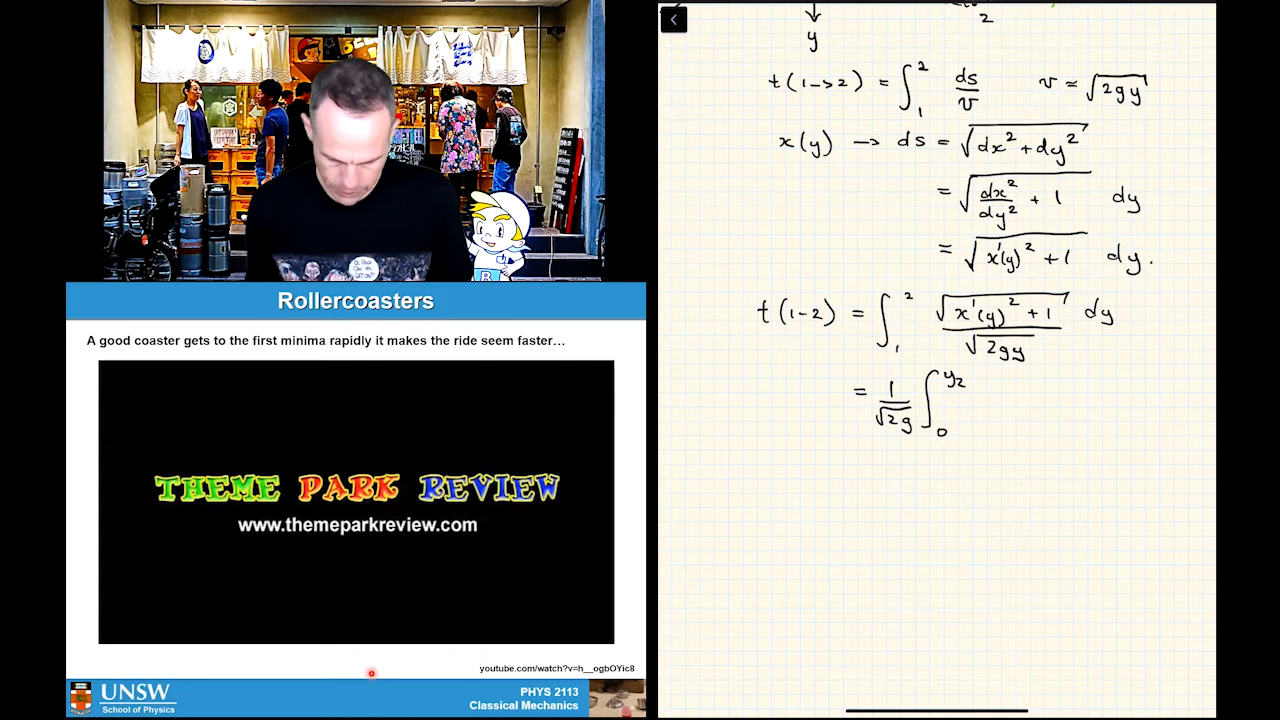 Rollercoasters
A good coaster gets to the first minima rapidly it makes the ride seem faster…
THEME PARK REVIEW
www.themeparkreview.com
youtube.com/watch?v=h__ogbOYic8
UNSW
School of Physics
PHYS 2113
Classical Mechanics
2
y
t(1->2) = ∫₁² ds/v v = √2gy
x(y) -> ds = √dx² + dy²
= √dx²/dy² + 1 dy
= √x'(y)² + 1 dy.
t(1-2) = ∫₁² √x'(y)² + 1 / √2gy dy
= 1/√2g ∫₀^y₂